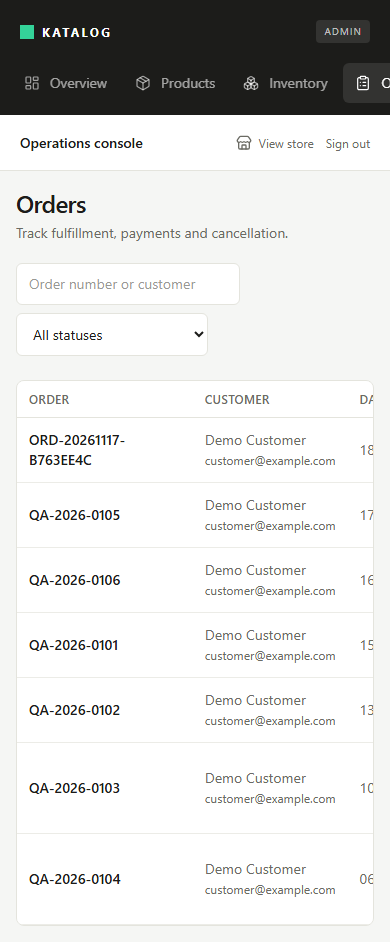 KATALOG
ADMIN
Overview
Products
Inventory
Operations console
View store
Sign out
Orders
Track fulfillment, payments and cancellation.
Order number or customer
All statuses
ORDER
CUSTOMER
ORD-20261117-
B763EE4C
Demo Customer
customer@example.com
18
QA-2026-0105
Demo Customer
customer@example.com
17
QA-2026-0106
Demo Customer
customer@example.com
16
QA-2026-0101
Demo Customer
customer@example.com
15
QA-2026-0102
Demo Customer
customer@example.com
13
QA-2026-0103
Demo Customer
customer@example.com
10
QA-2026-0104
Demo Customer
customer@example.com
06